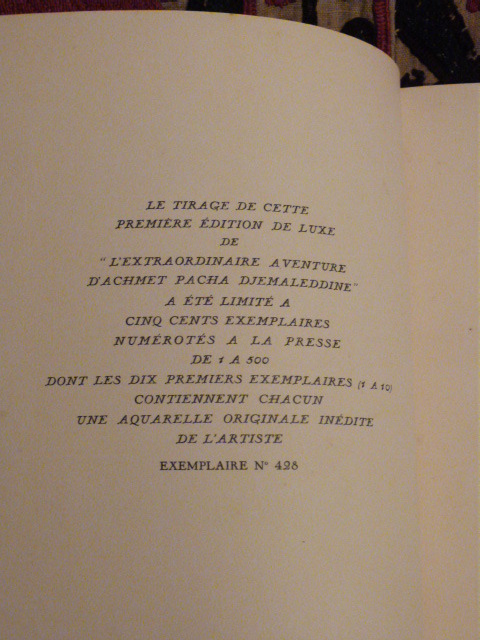 LE TIRAGE DE CETTE
PREMIÈRE ÉDITION DE LUXE
DE
"L'EXTRAORDINAIRE AVENTURE
D'ACHMET PACHA DJEMALEDDINE"
A ÉTÉ LIMITÉ A
CINQ CENTS EXEMPLAIRES
NUMÉROTÉS A LA PRESSE
DE 1 A 500
DONT LES DIX PREMIERS EXEMPLAIRES (1 A 10)
CONTIENNENT CHACUN
UNE AQUARELLE ORIGINALE INÉDITE
DE L'ARTISTE
EXEMPLAIRE Nº 428